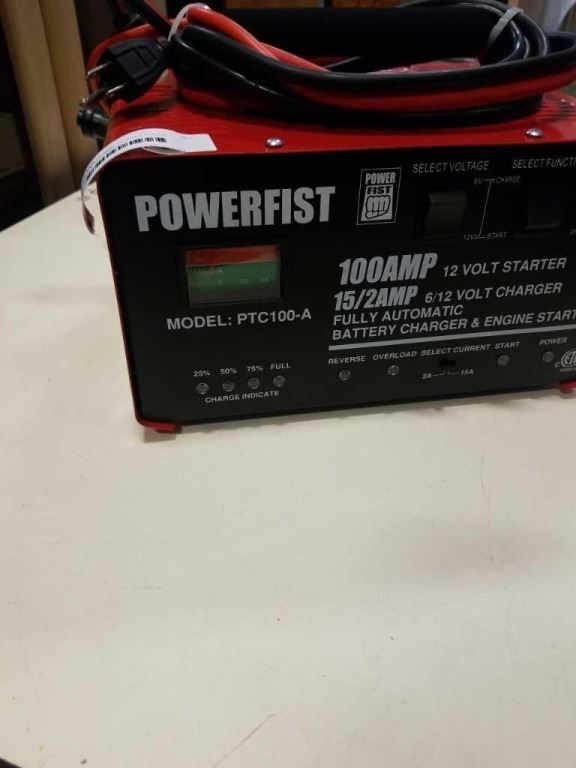 SELECT VOLTAGE
SELECT FUNCTI
POWER
FIST
6V
CHARGE
POWERFIST
12V
START
100AMP 12 VOLT STARTER
15/2AMP 6/12 VOLT CHARGER
MODEL: PTC100-A
FULLY AUTOMATIC
BATTERY CHARGER & ENGINE START
25% 50% 75% FULL
CHARGE INDICATE
REVERSE OVERLOAD SELECT CURRENT START POWER
2A 15A